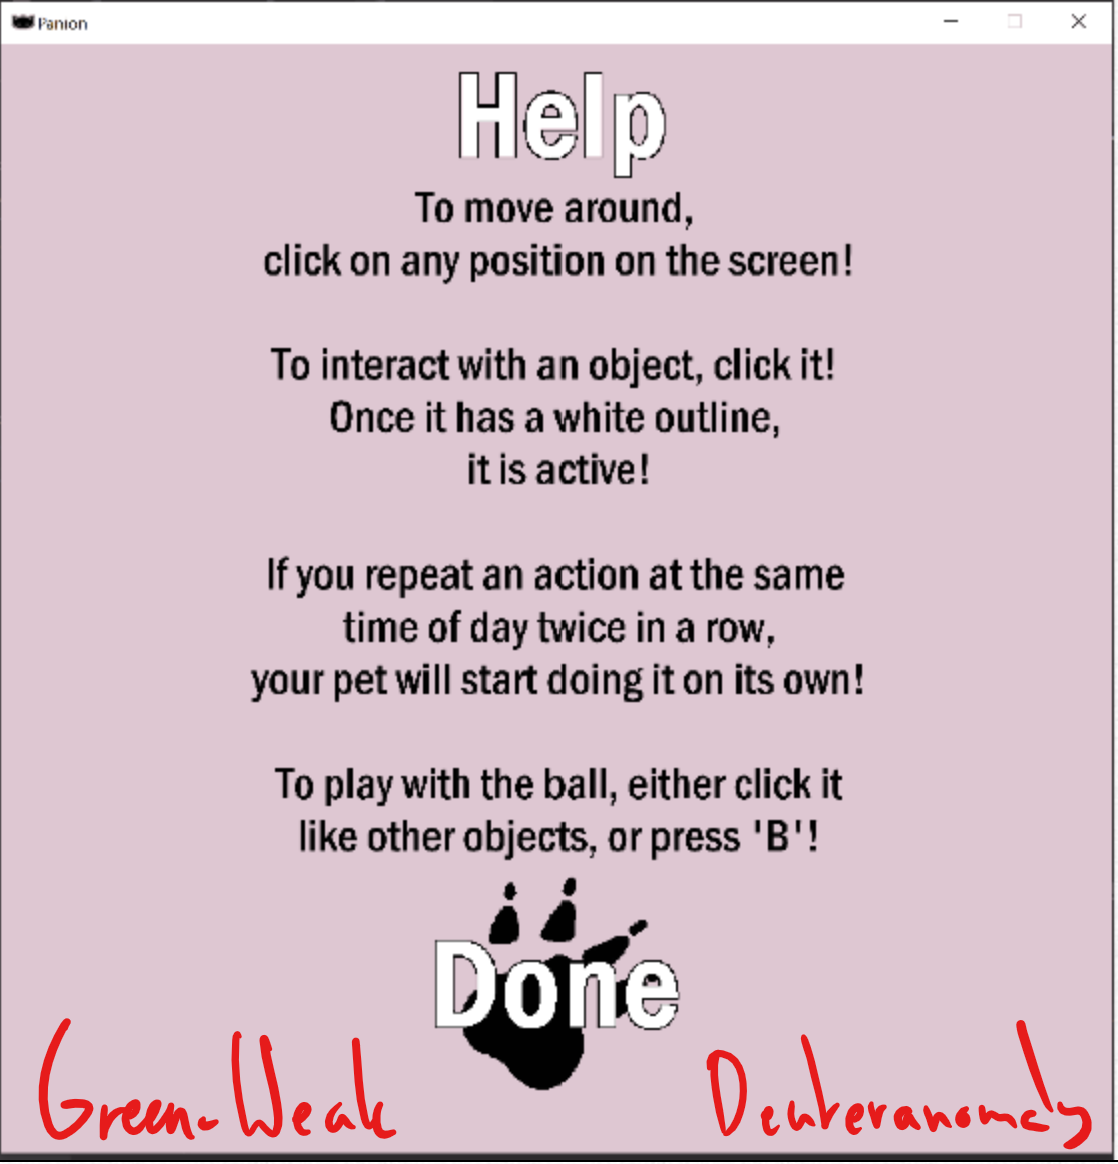 Panion
Help
To move around,
click on any position on the screen!
To interact with an object, click it!
Once it has a white outline,
it is active!
If you repeat an action at the same
time of day twice in a row,
your pet will start doing it on its own!
To play with the ball, either click it
like other objects, or press 'B'!
Done
Green-Weak
Deuteranomaly